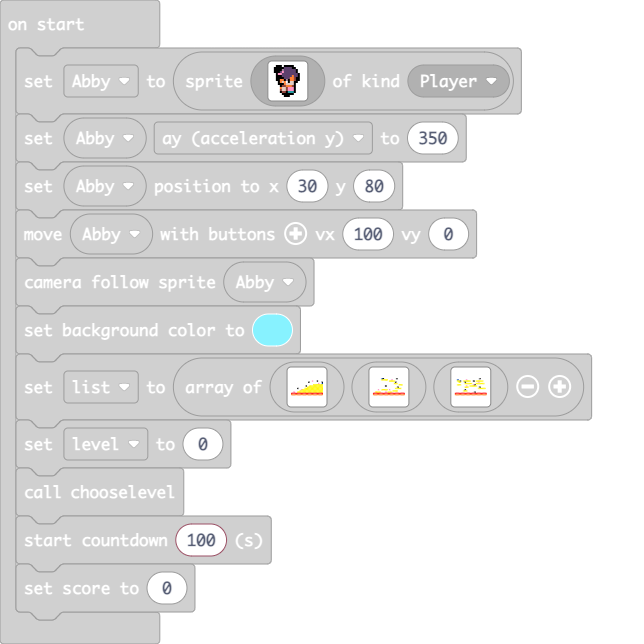 on start
set Abby to sprite of kind Player
set Abby ay (acceleration y) to 350
set Abby position to x 30 y 80
move Abby with buttons vx 100 vy 0
camera follow sprite Abby
set background color to
set list to array of
set level to 0
call chooselevel
start countdown 100 (s)
set score to 0